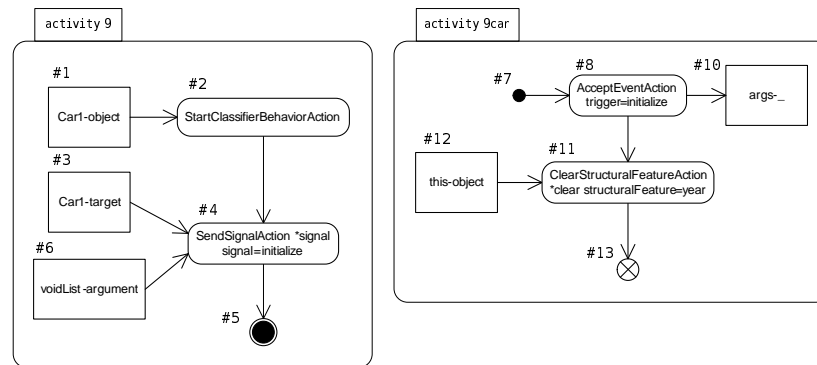 activity 9
#1
Car1-object
#2
StartClassifierBehaviorAction
#3
Car1-target
#4
SendSignalAction *signal
signal=initialize
#6
voidList-argument
#5
activity 9car
#7
#8
AcceptEventAction
trigger=initialize
#10
args-_
#12
this-object
#11
ClearStructuralFeatureAction
*clear structuralFeature=year
#13